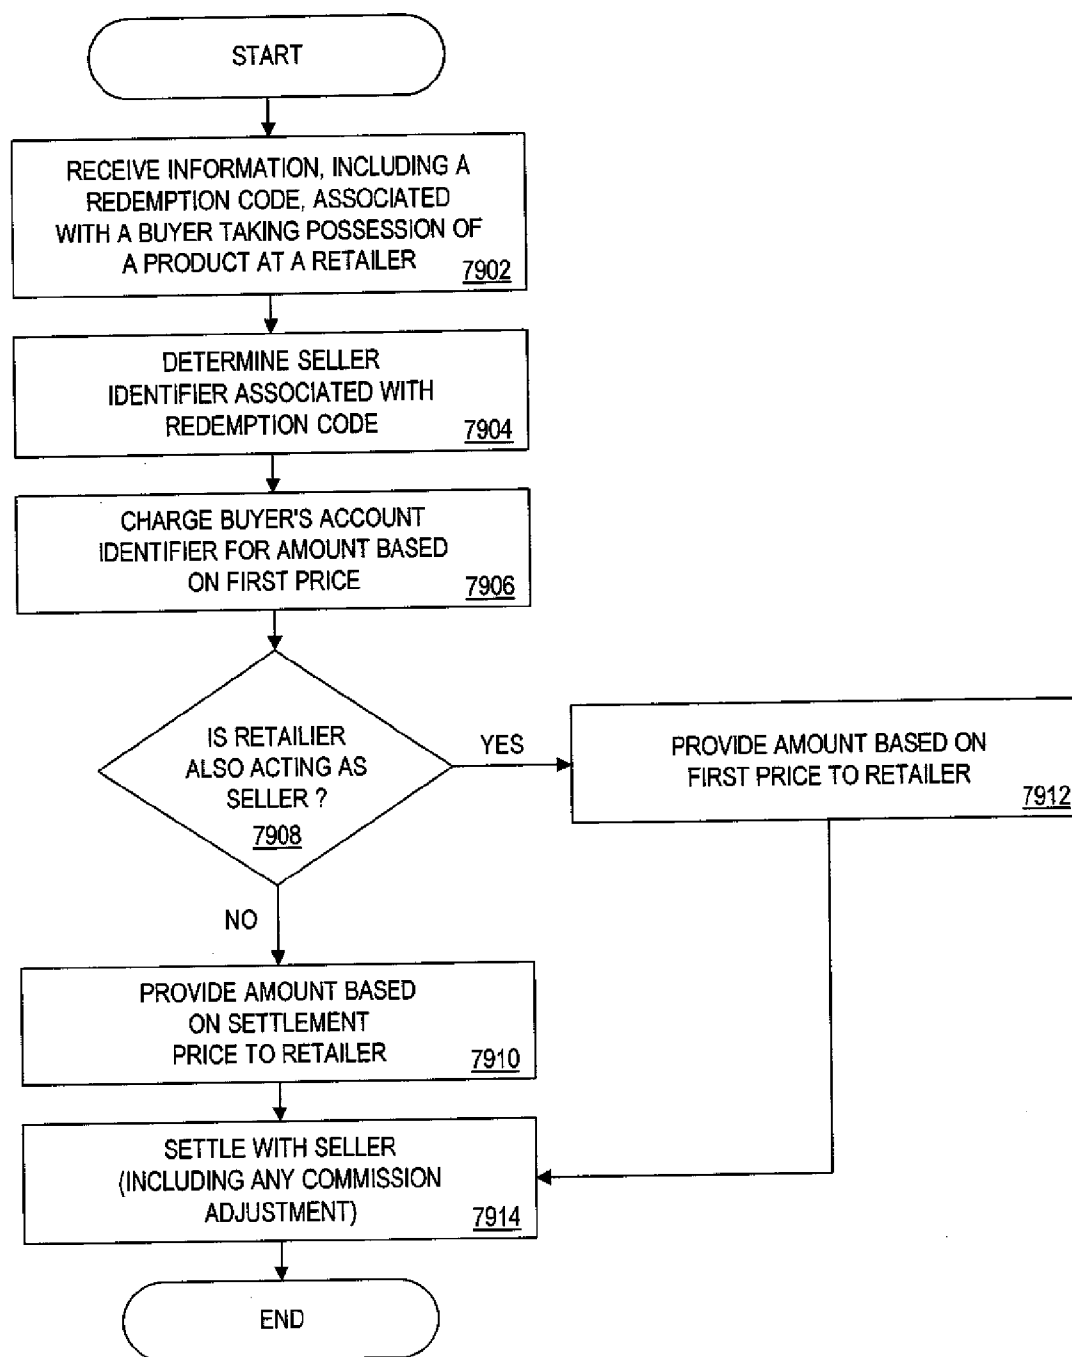 START
RECEIVE INFORMATION, INCLUDING A
REDEMPTION CODE, ASSOCIATED
WITH A BUYER TAKING POSSESSION OF
A PRODUCT AT A RETAILER
7902
DETERMINE SELLER
IDENTIFIER ASSOCIATED WITH
REDEMPTION CODE
7904
CHARGE BUYER'S ACCOUNT
IDENTIFIER FOR AMOUNT BASED
ON FIRST PRICE
7906
IS RETAILIER
ALSO ACTING AS
SELLER ?
7908
YES
PROVIDE AMOUNT BASED ON
FIRST PRICE TO RETAILER
7912
NO
PROVIDE AMOUNT BASED
ON SETTLEMENT
PRICE TO RETAILER
7910
SETTLE WITH SELLER
(INCLUDING ANY COMMISSION
ADJUSTMENT)
7914
END